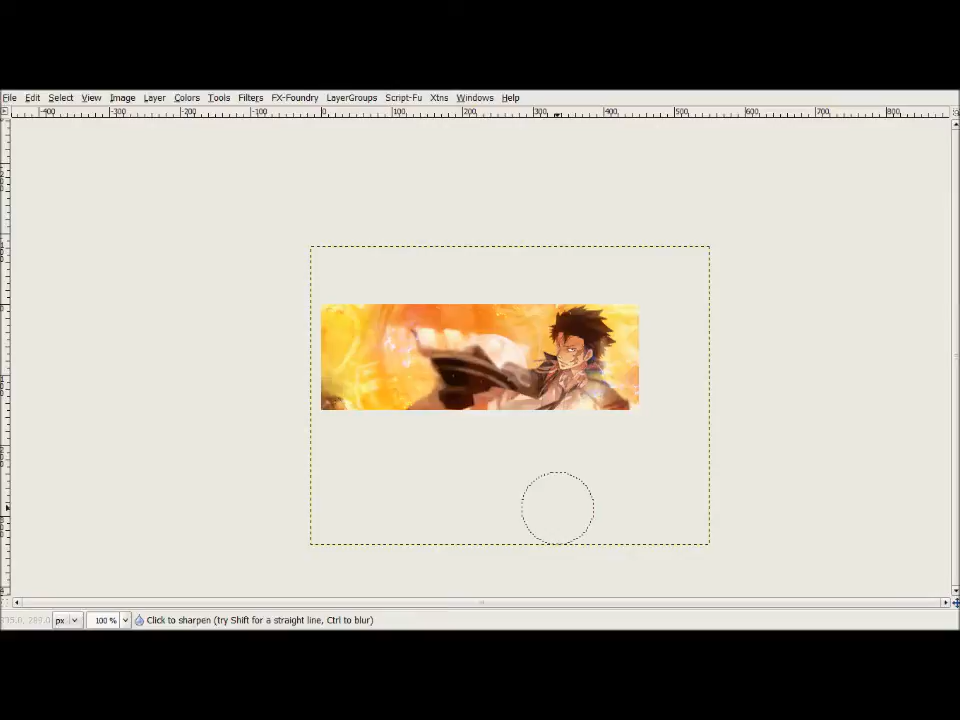 File Edit Select View Image Layer Colors Tools Filters FX-Foundry LayerGroups Script-Fu Xtns Windows Help
-400 -300 -200 -100 0 100 200 300 400 500 600 700 800
px 100 % Click to sharpen (try Shift for a straight line, Ctrl to blur)